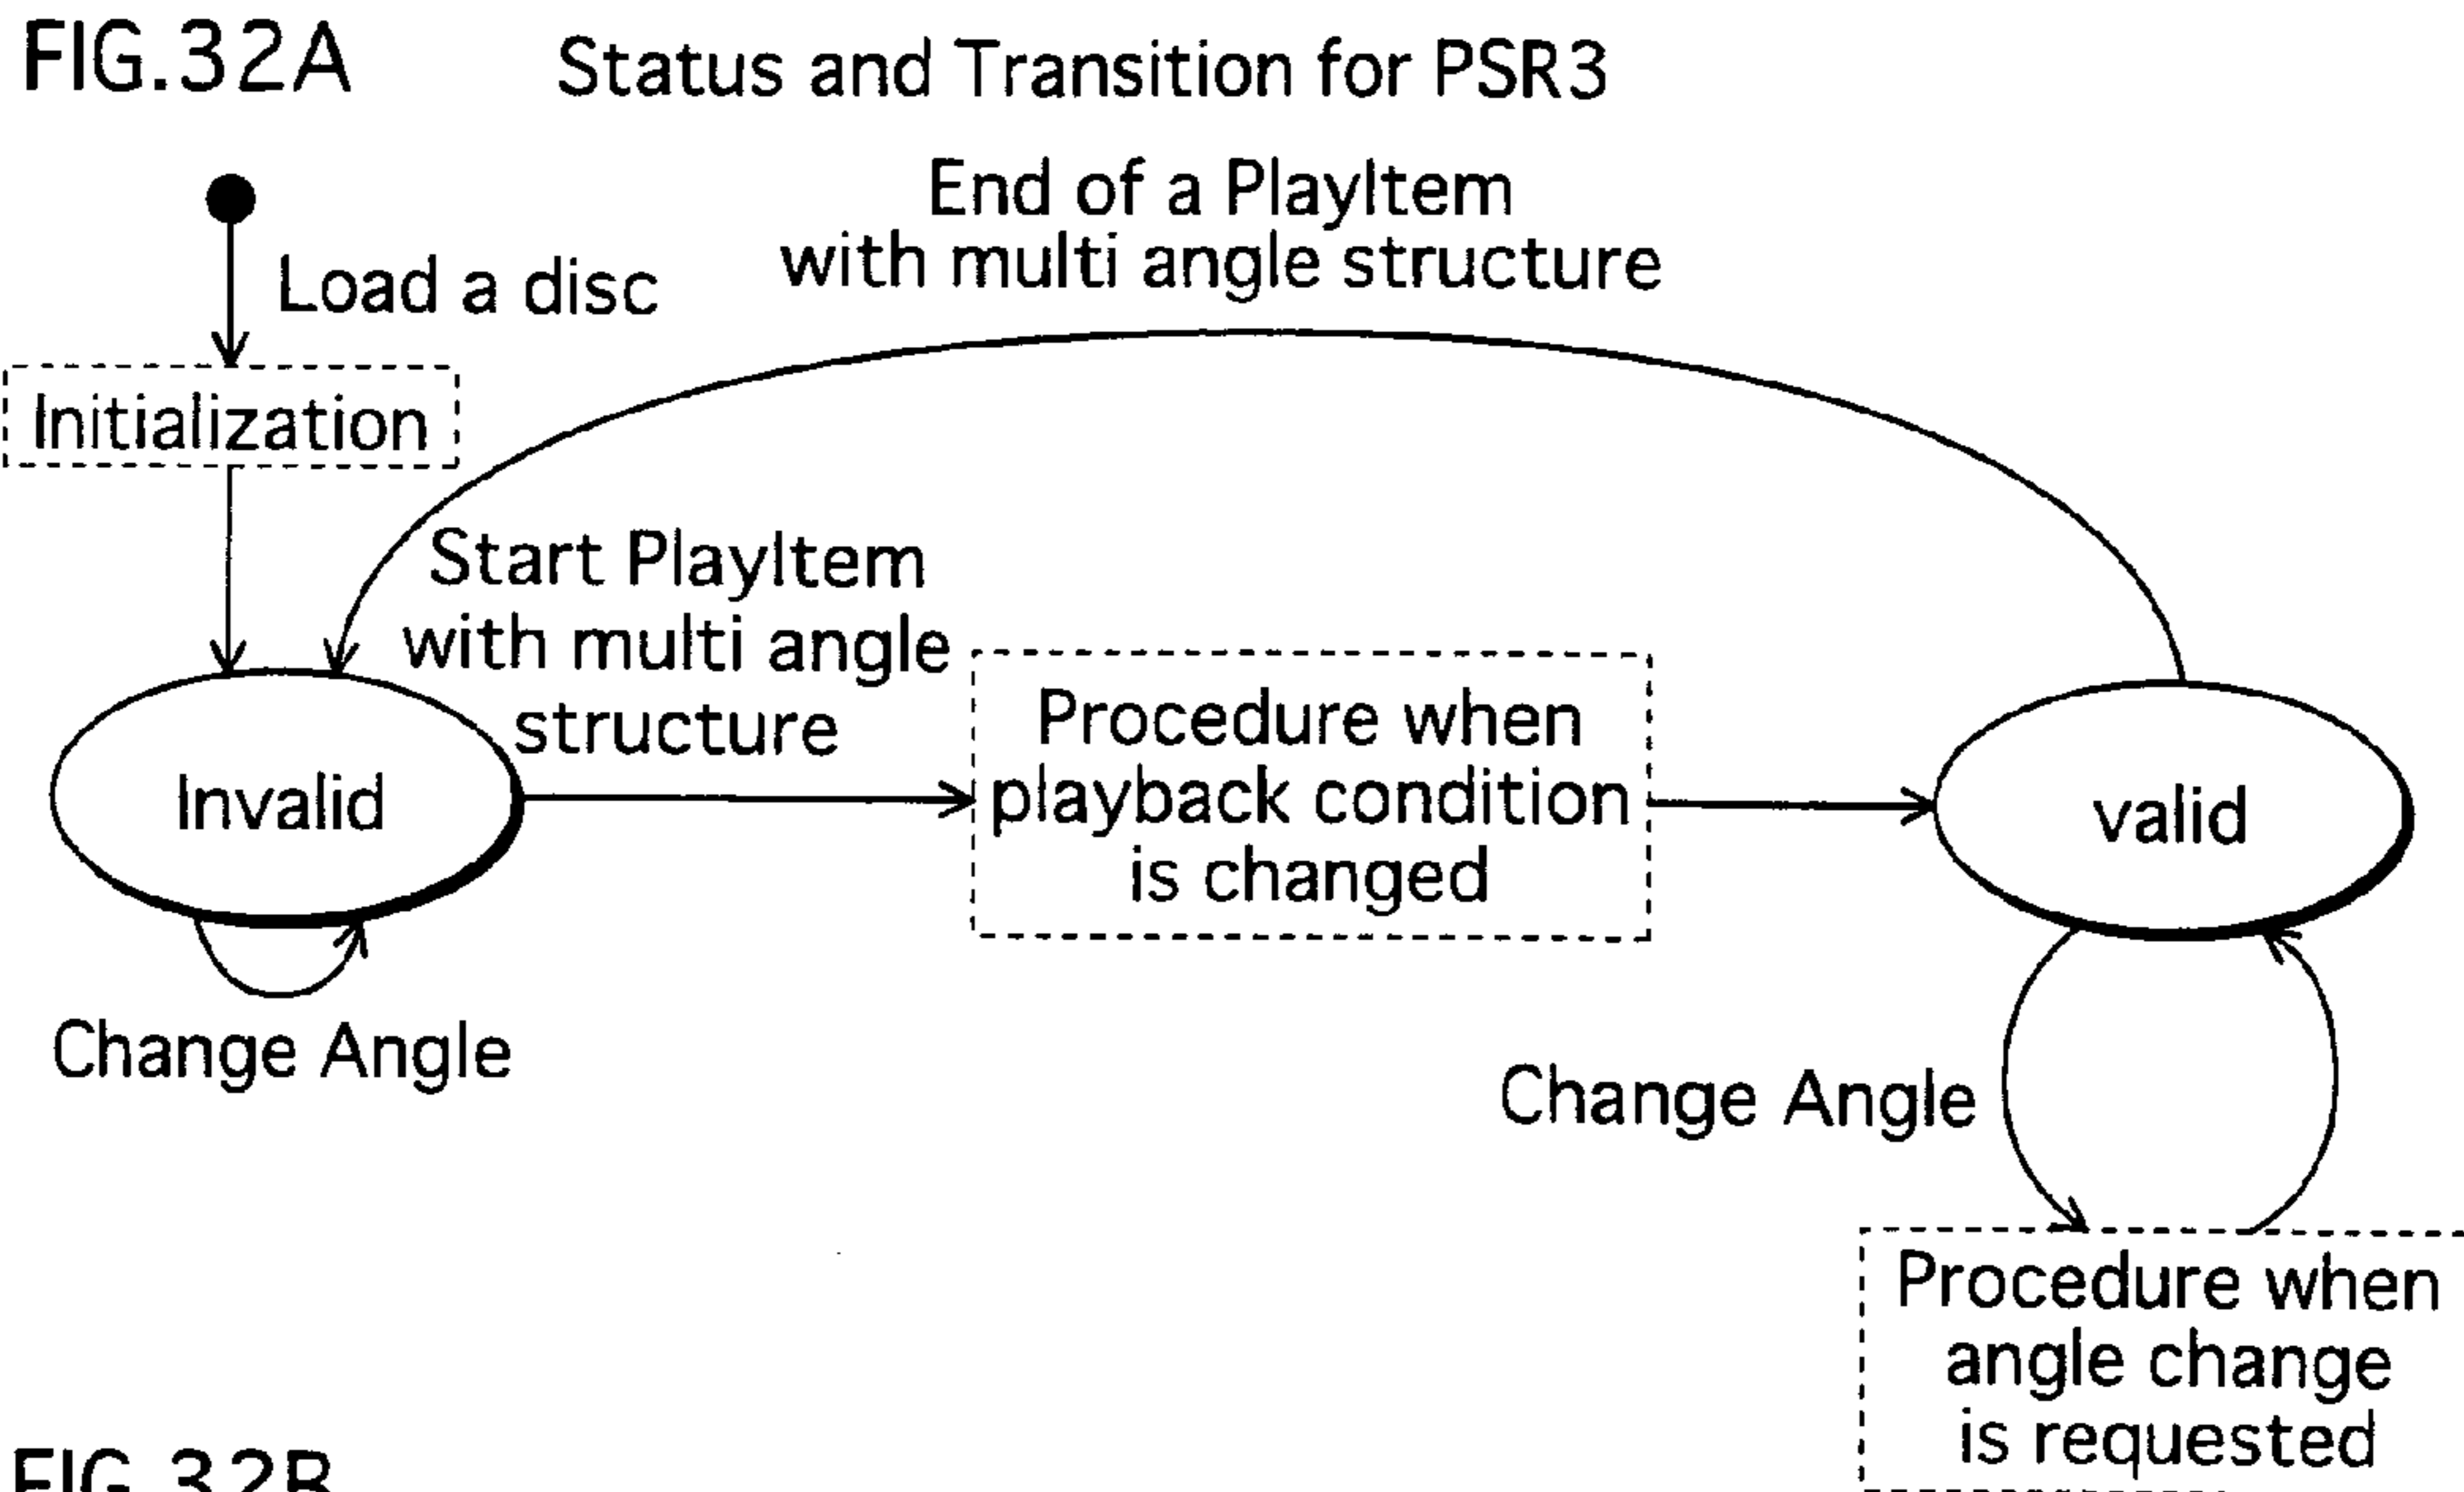 FIG.32A
Status and Transition for PSR3
End of a PlayItem
with multi angle structure
Load a disc
Initialization
Start PlayItem
with multi angle
structure
Invalid
Procedure when
playback condition
is changed
valid
Change Angle
Change Angle
Procedure when
angle change
is requested
FIG.32B